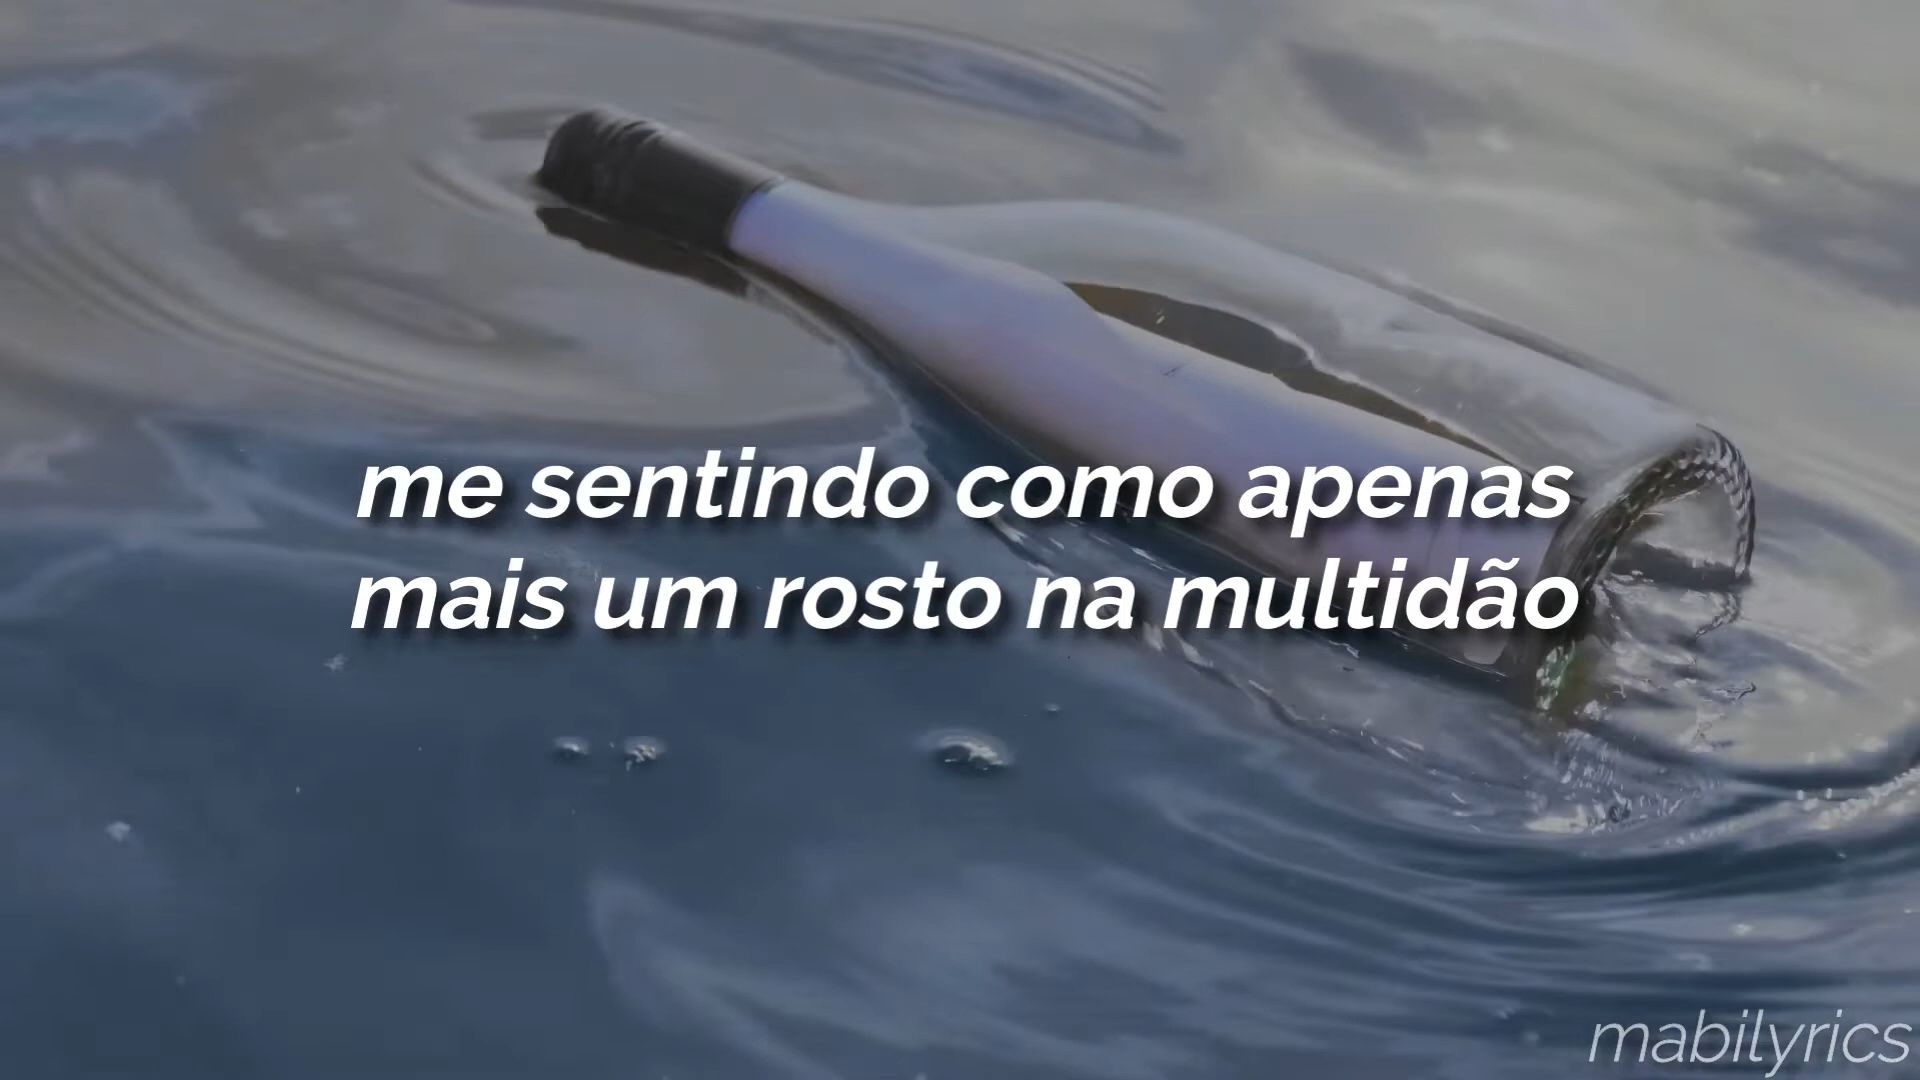 me sentindo como apenas
mais um rosto na multidão
mabilyrics